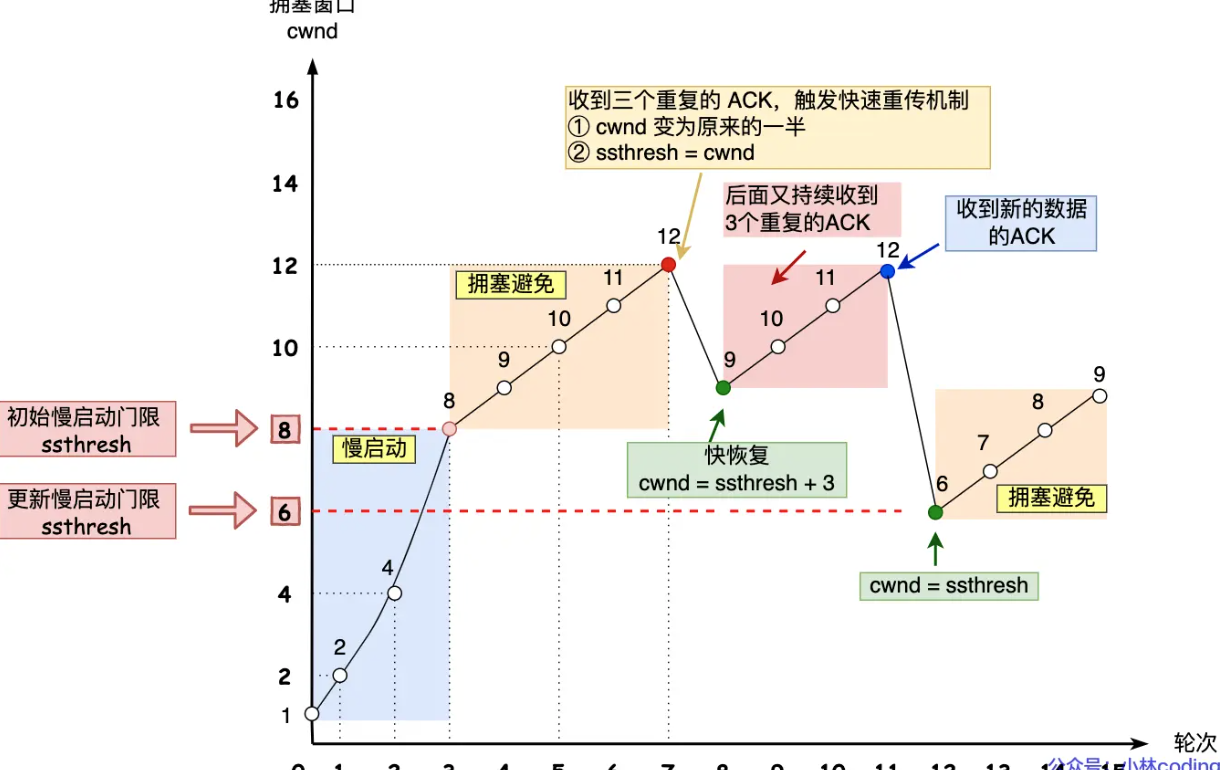 拥塞窗口
cwnd
16
14
12
10
8
6
4
2
1
收到三个重复的 ACK，触发快速重传机制
① cwnd 变为原来的一半
② ssthresh = cwnd
后面又持续收到
3个重复的ACK
收到新的数据
的ACK
拥塞避免
12
11
10
9
8
12
11
10
9
初始慢启动门限
ssthresh
更新慢启动门限
ssthresh
慢启动
4
2
快恢复
cwnd = ssthresh + 3
9
8
7
6
拥塞避免
cwnd = ssthresh
轮次
0 1 2 3 4 5 6 7 8 9 10 11 12 13 14 15
公众号：小林coding